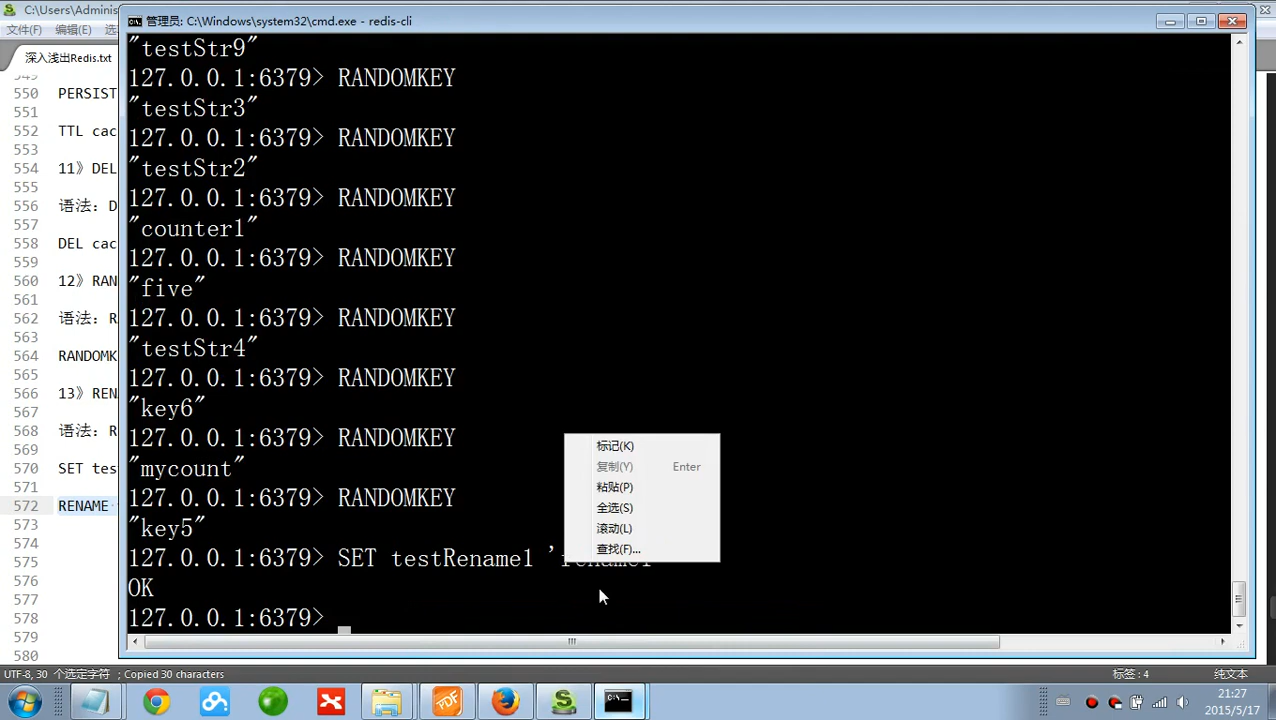 C:\Users\Adminis
管理员: C:\Windows\system32\cmd.exe - redis-cli
文件(F) 编辑(E)
深入浅出Redis.txt
"testStr9"
127.0.0.1:6379> RANDOMKEY
"testStr3"
127.0.0.1:6379> RANDOMKEY
"testStr2"
127.0.0.1:6379> RANDOMKEY
"counter1"
127.0.0.1:6379> RANDOMKEY
"five"
127.0.0.1:6379> RANDOMKEY
"testStr4"
127.0.0.1:6379> RANDOMKEY
"key6"
127.0.0.1:6379> RANDOMKEY
"mycount"
127.0.0.1:6379> RANDOMKEY
"key5"
127.0.0.1:6379> SET testRename1
OK
127.0.0.1:6379>
标记(K)
复制(Y) Enter
粘贴(P)
全选(S)
滚动(L)
查找(F)...
550 PERSIST
551
552 TTL cac
553
554 11》DEL
555
556 语法: D
557
558 DEL cac
559
560 12》RAN
561
562 语法: R
563
564 RANDOMK
565
566 13》REN
567
568 语法: R
569
570 SET tes
571
572 RENAME
573
574
575
576
577
578
579
580
UTF-8, 30 个选定字符 ; Copied 30 characters
标签: 4
纯文本
21:27
2015/5/17